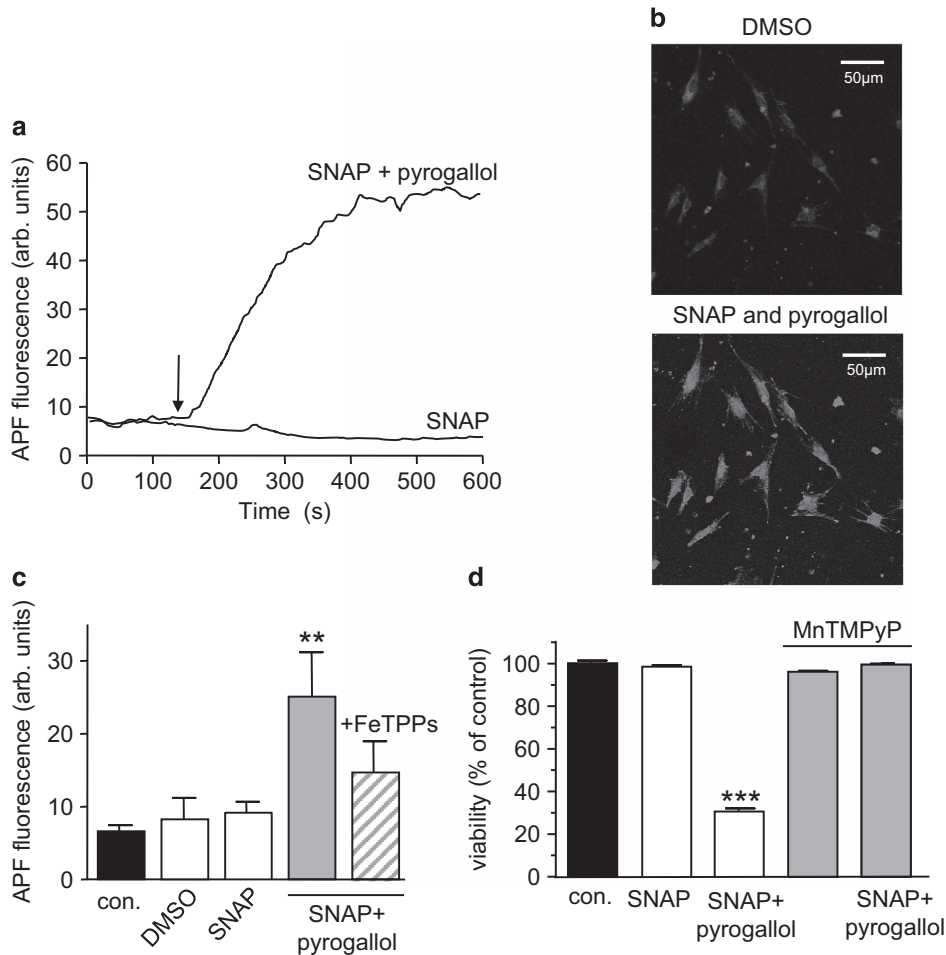 a
60
50
40
30
20
10
0
APF fluorescence (arb. units)
SNAP + pyrogallol
SNAP
0 100 200 300 400 500 600
Time (s)
b
DMSO
50µm
SNAP and pyrogallol
50µm
c
APF fluorescence (arb. units)
30
20
10
0
**
+FeTPPs
con.
DMSO
SNAP
SNAP+
pyrogallol
d
viability (% of control)
100
80
60
40
20
0
MnTMPyP
***
con.
SNAP
SNAP+
pyrogallol
SNAP+
pyrogallol